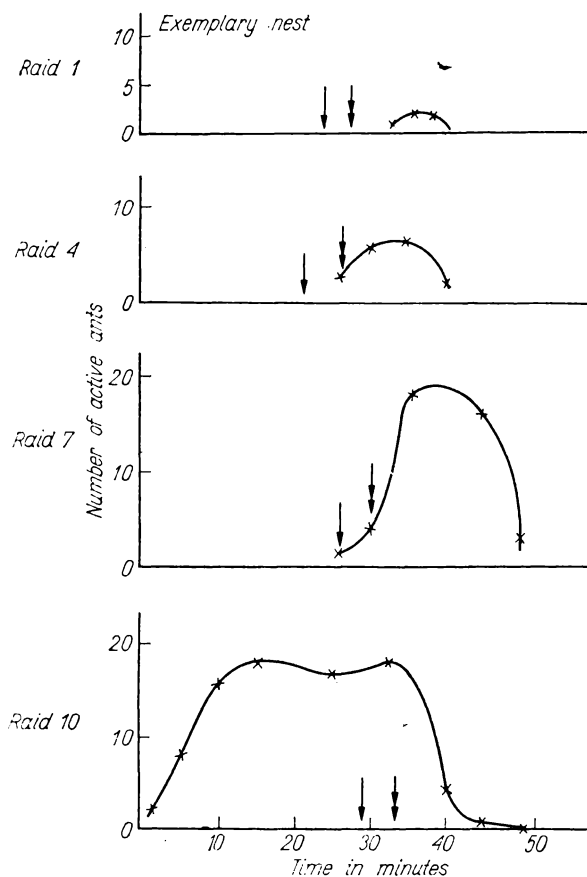 Exemplary nest
Raid 1
10
5
0
Raid 4
10
0
Number of active ants
Raid 7
20
10
0
Raid 10
20
10
0
10 20 30 40 50
Time in minutes